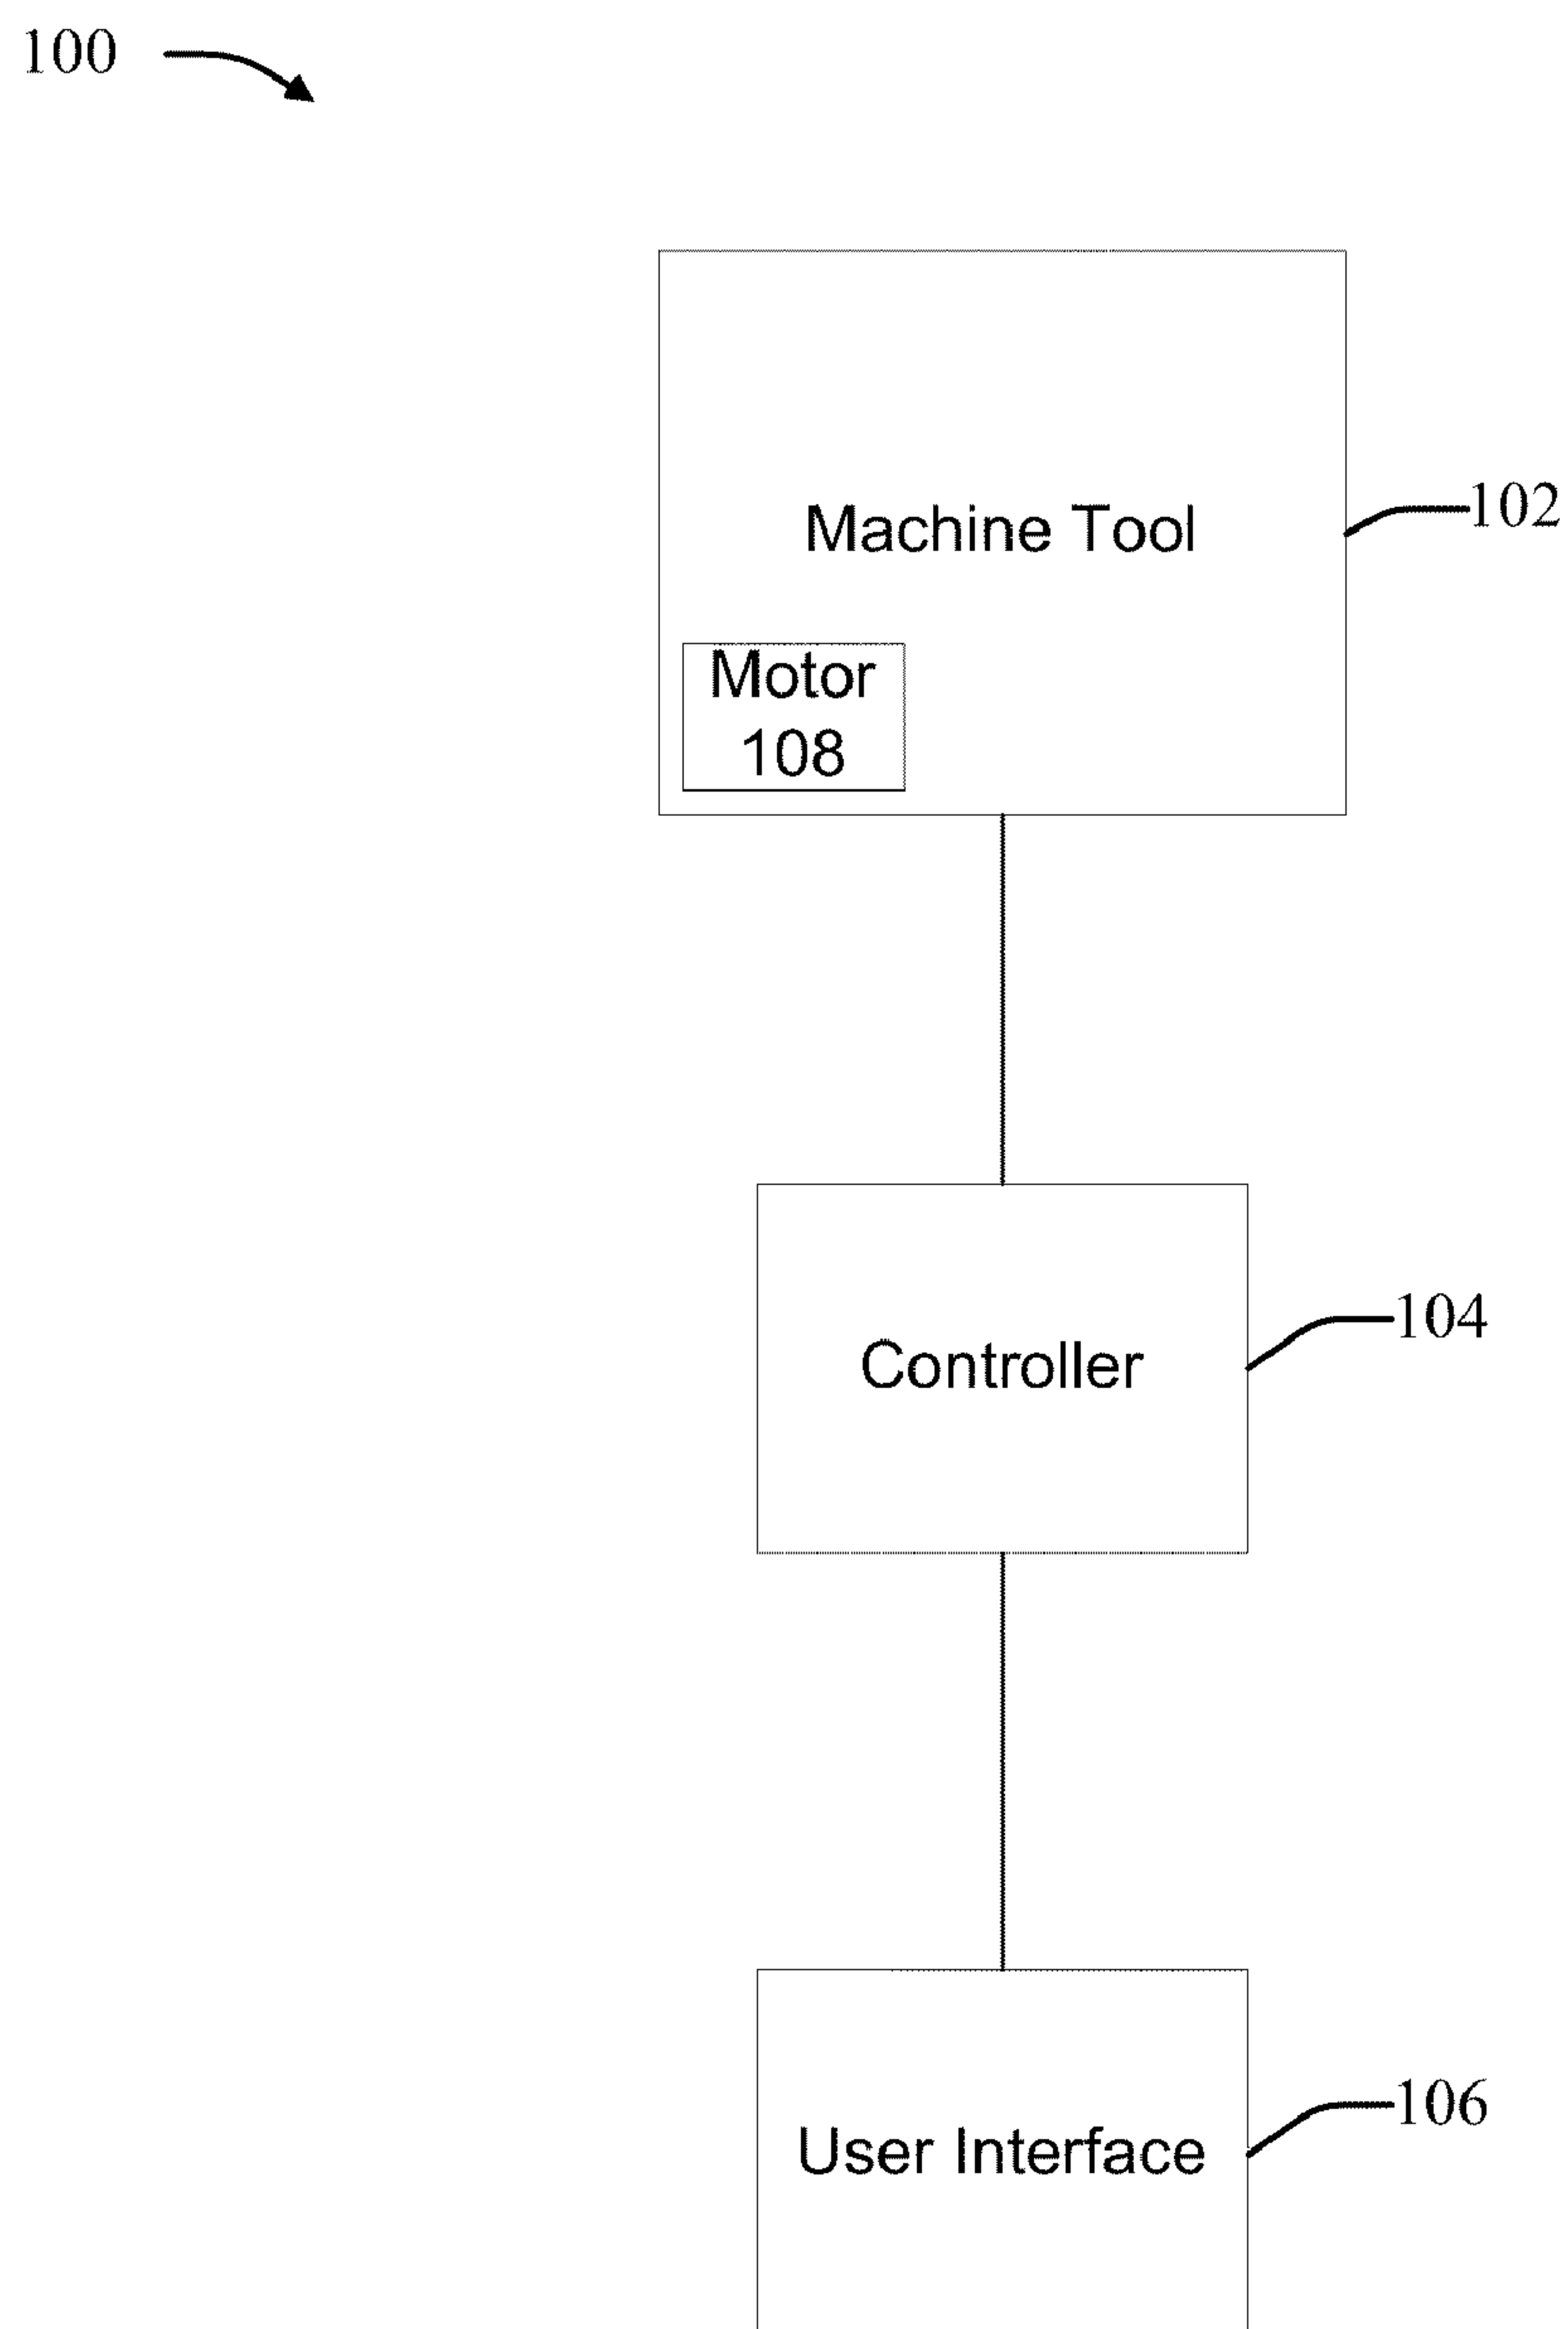 100
Machine Tool
102
Motor
108
Controller
104
User Interface
106